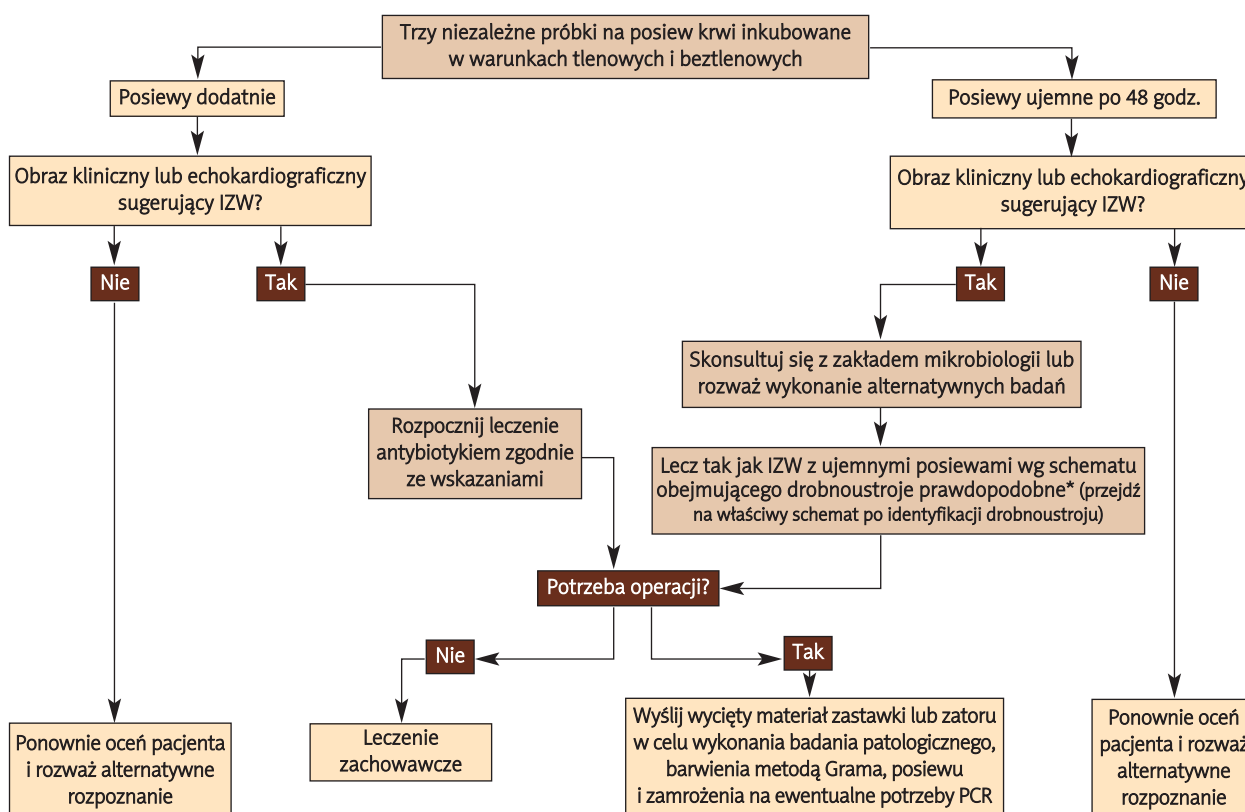 Trzy niezależne próbki na posiew krwi inkubowane
w warunkach tlenowych i beztlenowych
Posiewy dodatnie
Posiewy ujemne po 48 godz.
Obraz kliniczny lub echokardiograficzny
sugerujący IZW?
Obraz kliniczny lub echokardiograficzny
sugerujący IZW?
Nie
Tak
Tak
Nie
Skonsultuj się z zakładem mikrobiologii lub
rozważ wykonanie alternatywnych badań
Rozpocznij leczenie
antybiotykiem zgodnie
ze wskazaniami
Lecz tak jak IZW z ujemnymi posiewami wg schematu
obejmującego drobnoustroje prawdopodobne* (przejdź
na właściwy schemat po identyfikacji drobnoustroju)
Potrzeba operacji?
Nie
Tak
Ponownie oceń pacjenta
i rozważ alternatywne
rozpoznanie
Leczenie
zachowawcze
Wyślij wycięty materiał zastawki lub zatoru
w celu wykonania badania patologicznego,
barwienia metodą Grama, posiewu
i zamrożenia na ewentualne potrzeby PCR
Ponownie oceń
pacjenta i rozważ
alternatywne
rozpoznanie